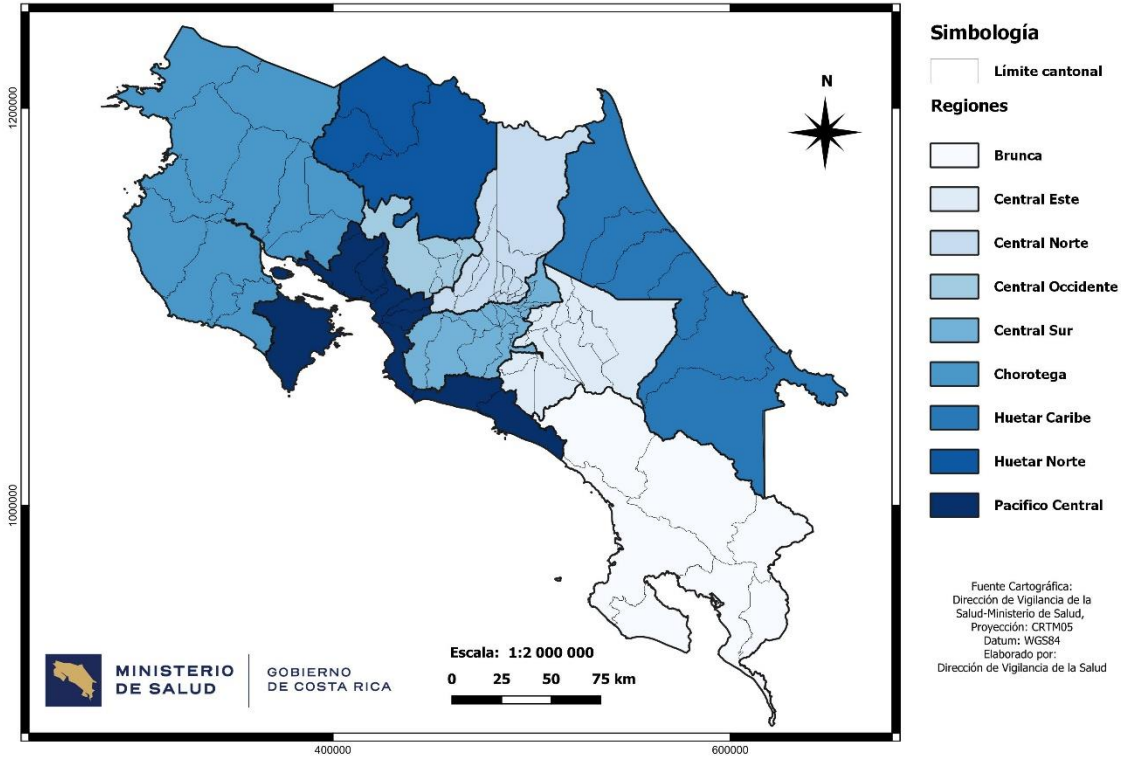 Simbología
Límite cantonal
Regiones
Brunca
Central Este
Central Norte
Central Occidente
Central Sur
Chorotega
Huetar Caribe
Huetar Norte
Pacifico Central
Fuente Cartográfica:
Dirección de Vigilancia de la
Salud-Ministerio de Salud,
Proyección: CRTM05
Datum: WGS84
Elaborado por:
Dirección de Vigilancia de la Salud
N
1200000
1000000
Escala: 1:2 000 000
0 25 50 75 km
MINISTERIO
DE SALUD
GOBIERNO
DE COSTA RICA
400000
600000